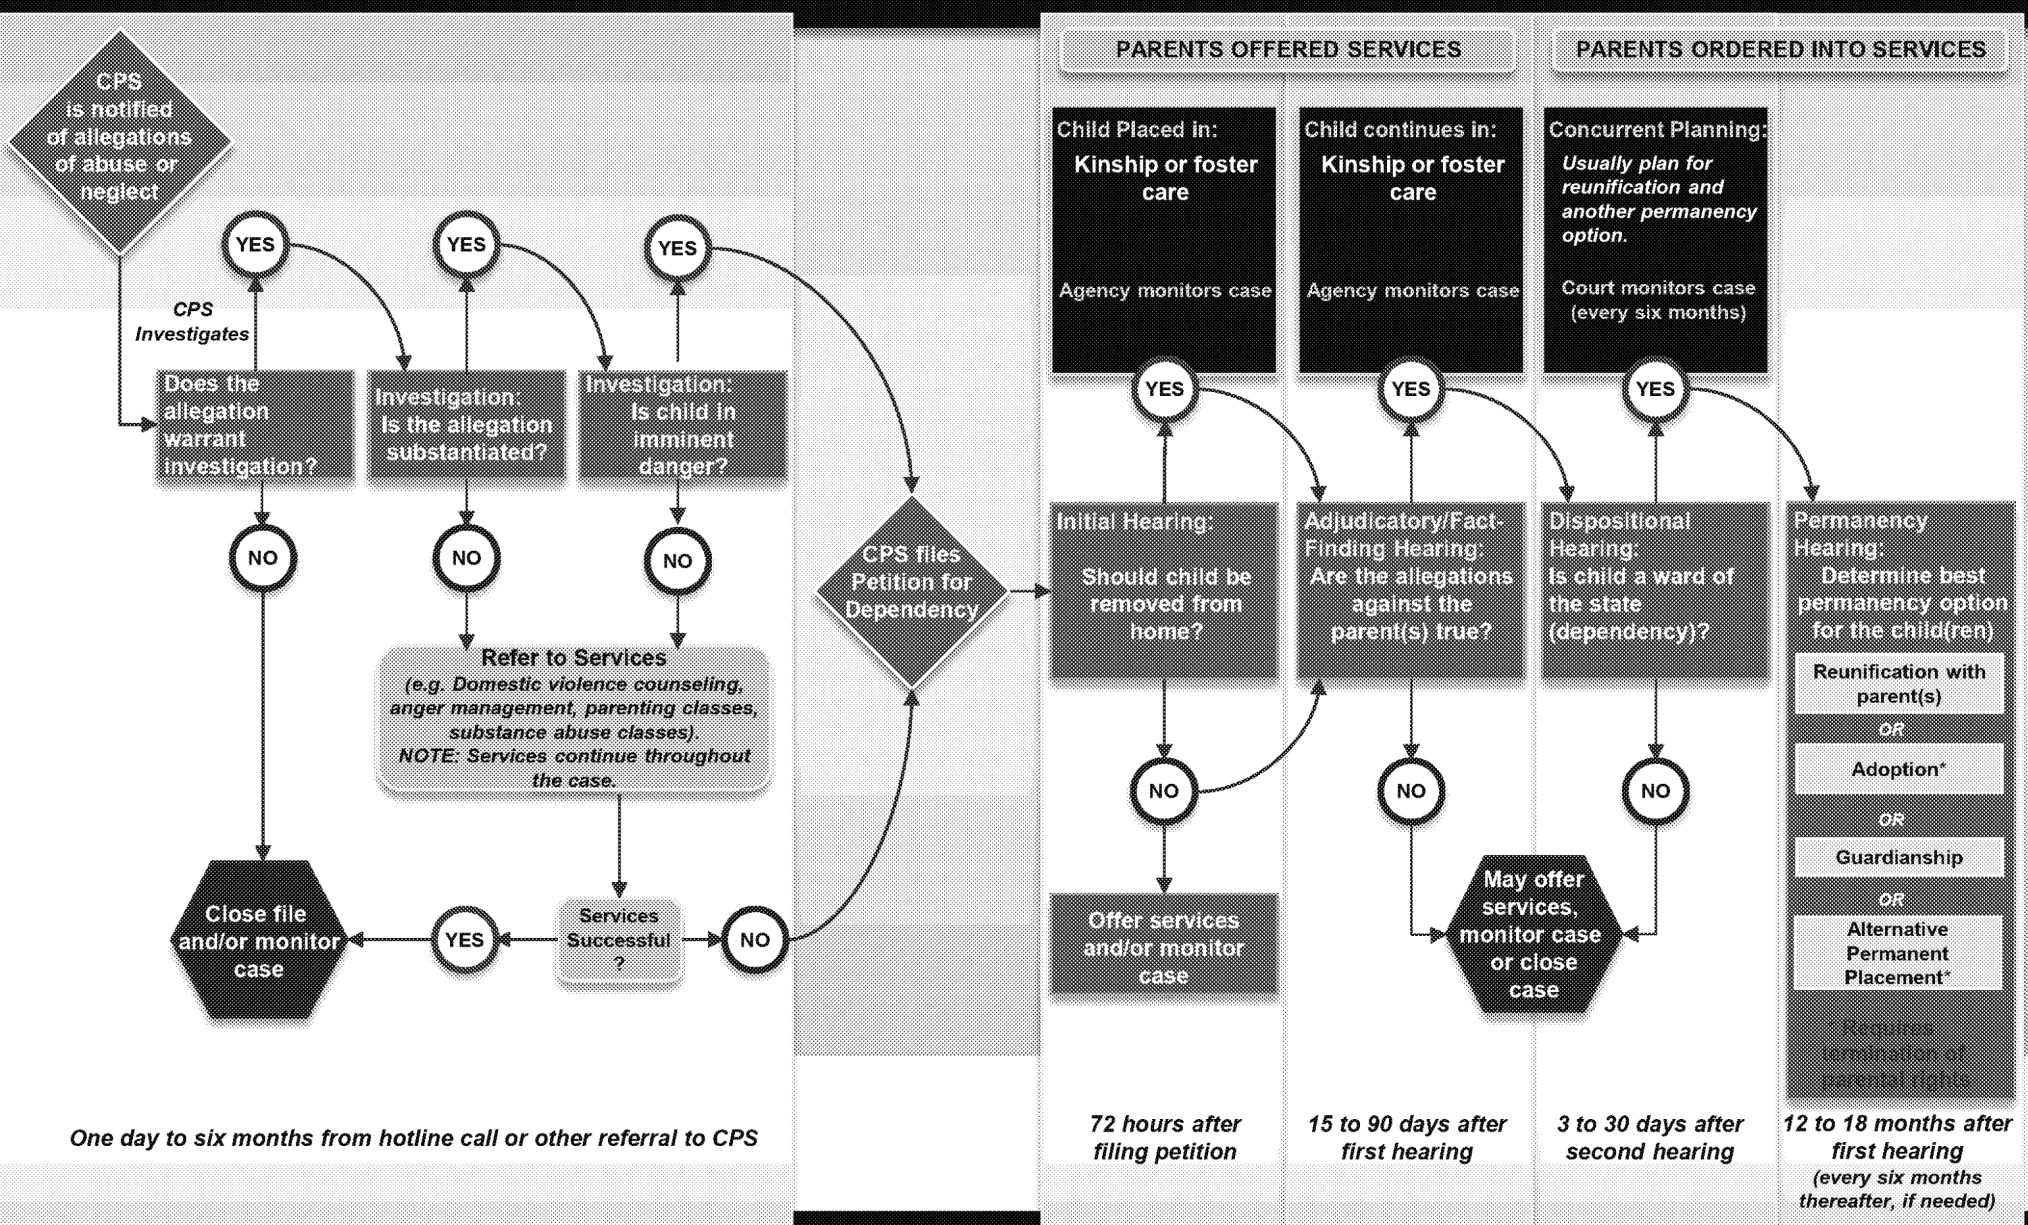 PARENTS OFFERED SERVICES
PARENTS ORDERED INTO SERVICES
CPS
is notified
of allegations
of abuse or
neglect
CPS
Investigates
YES
YES
YES
Does the
allegation
warrant
investigation?
Investigation:
Is the allegation
substantiated?
Investigation:
Is child in
imminent
danger?
NO
NO
NO
Refer to Services
(e.g. Domestic violence counseling,
anger management, parenting classes,
substance abuse classes).
NOTE: Services continue throughout
the case.
Services
Successful
?
YES
NO
Close file
and/or monitor
case
One day to six months from hotline call or other referral to CPS
CPS files
Petition for
Dependency
Child Placed in:
Kinship or foster
care
Agency monitors case
YES
Initial Hearing:
Should child be
removed from
home?
NO
Offer services
and/or monitor
case
72 hours after
filing petition
Child continues in:
Kinship or foster
care
Agency monitors case
YES
Adjudicatory/Fact-
Finding Hearing:
Are the allegations
against the
parent(s) true?
NO
15 to 90 days after
first hearing
Concurrent Planning:
Usually plan for
reunification and
another permanency
option.
Court monitors case
(every six months)
YES
Dispositional
Hearing:
Is child a ward of
the state
(dependency)?
NO
May offer
services,
monitor case
or close
case
3 to 30 days after
second hearing
Permanency
Hearing:
Determine best
permanency option
for the child(ren)
Reunification with
parent(s)
OR
Adoption*
OR
Guardianship
OR
Alternative
Permanent
Placement*
* Requires
termination of
parental rights
12 to 18 months after
first hearing
(every six months
thereafter, if needed)